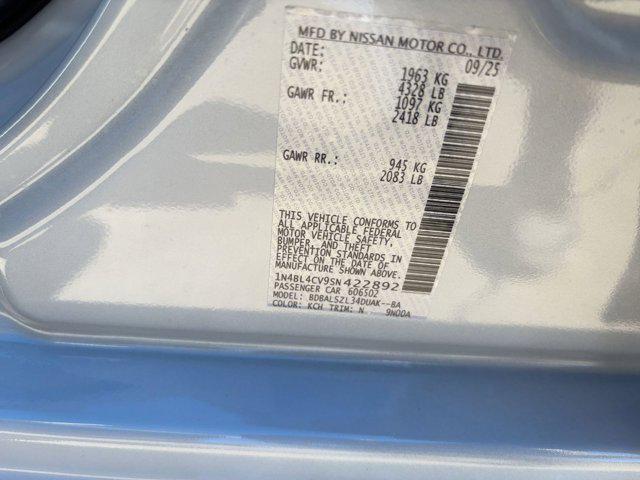 MFD BY NISSAN MOTOR CO., LTD.
DATE: 09/25
GVWR: 1963 KG
4328 LB
GAWR FR.: 1097 KG
2418 LB
GAWR RR.: 945 KG
2083 LB
THIS VEHICLE CONFORMS TO
ALL APPLICABLE FEDERAL
MOTOR VEHICLE SAFETY,
BUMPER, AND THEFT
PREVENTION STANDARDS IN
EFFECT ON THE DATE OF
MANUFACTURE SHOWN ABOVE.
1N4BL4CV9SN422892
PASSENGER CAR 606S02
MODEL: BDBALSZL34DUAK--BA
COLOR: KCH TRIM: N 9N00A